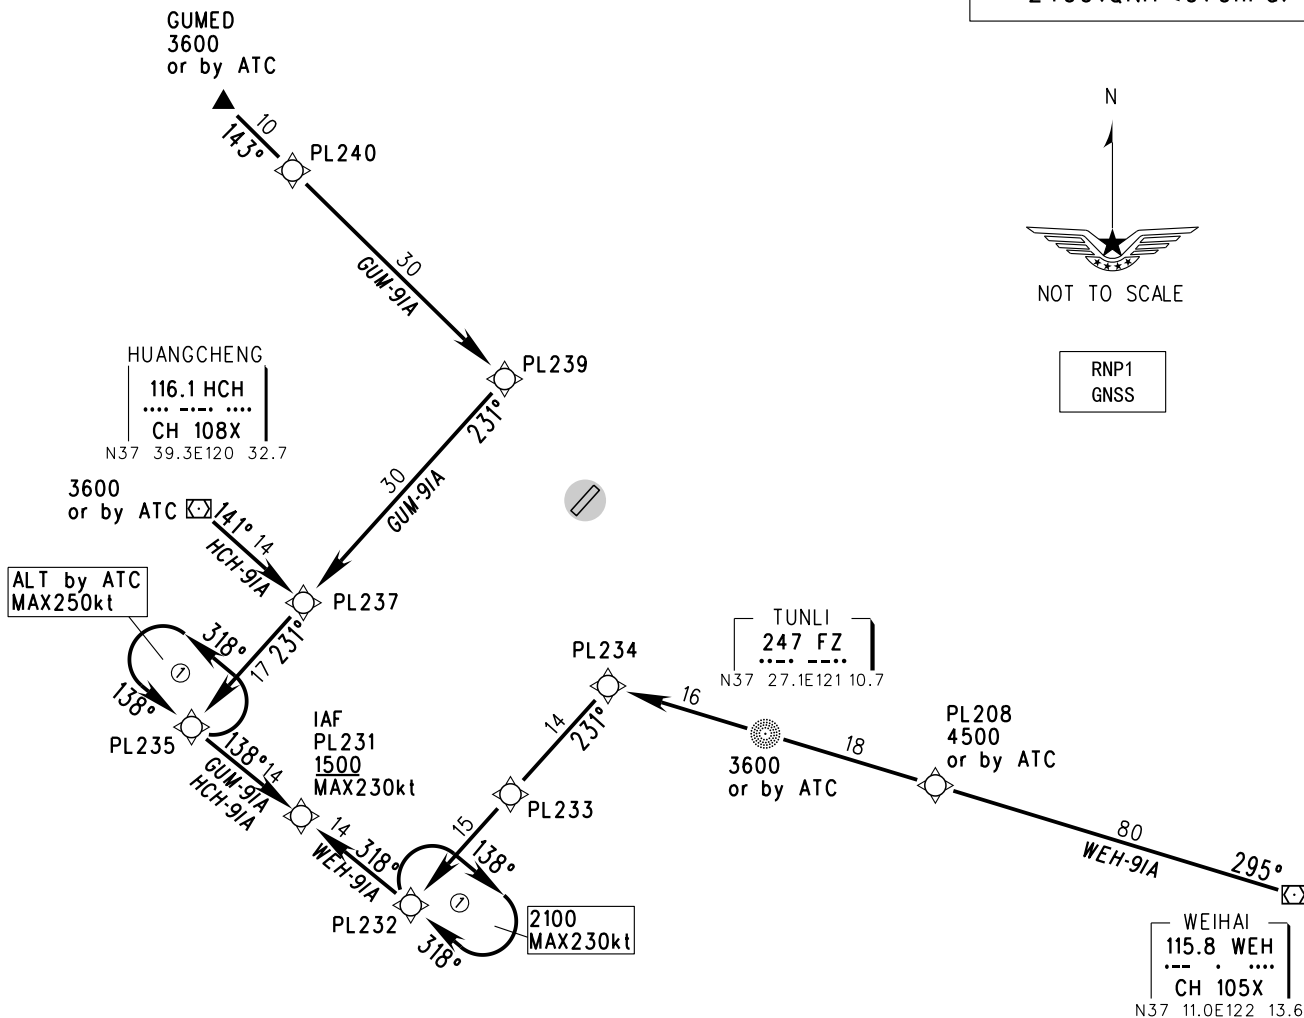 GUMED
3600
or by ATC
10
143°
PL240
30
GUM-91A
N
NOT TO SCALE
RNP1
GNSS
HUANGCHENG
116.1 HCH
CH 108X
N37 39.3E120 32.7
PL239
231°
30
GUM-91A
3600
or by ATC
141°
14
HCH-91A
PL237
ALT by ATC
MAX250kt
318°
1
138°
17
231°
PL235
138°
14
GUM-91A
HCH-91A
IAF
PL231
1500
MAX230kt
14
318°
WEH-91A
PL232
PL234
14
231°
PL233
15
138°
1
318°
2100
MAX230kt
TUNLI
247 FZ
N37 27.1E121 10.7
16
3600
or by ATC
18
PL208
4500
or by ATC
80
WEH-91A
295°
WEIHAI
115.8 WEH
CH 105X
N37 11.0E122 13.6